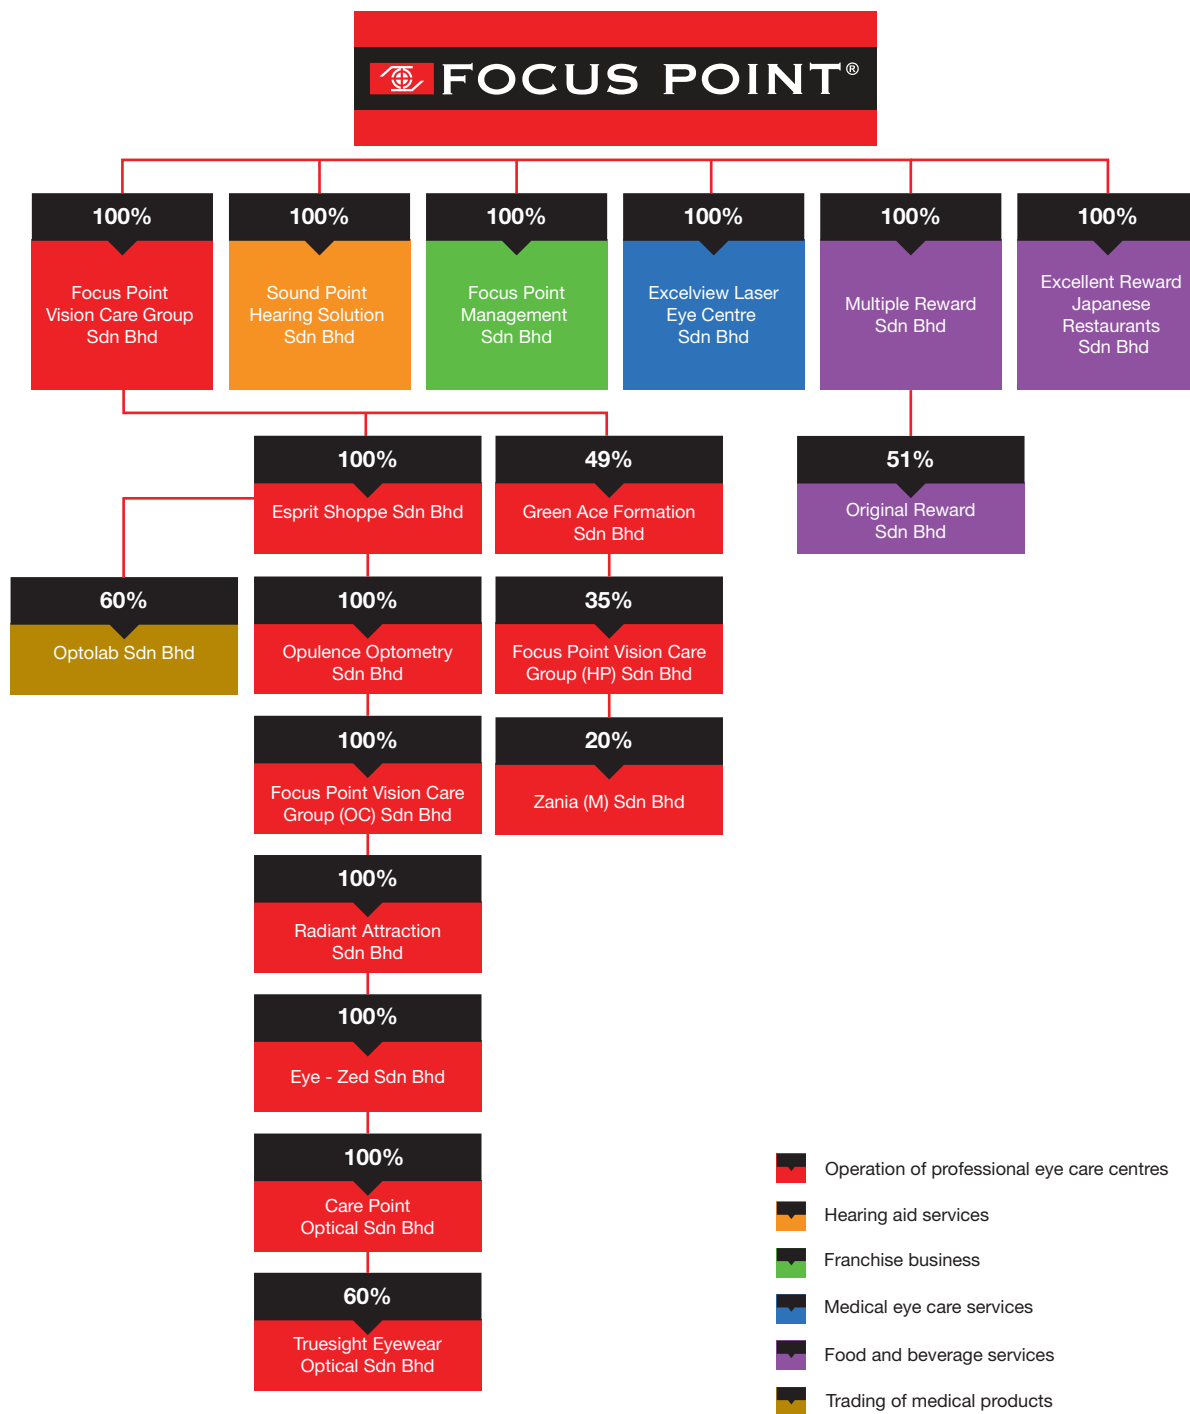 FOCUS POINT®
100%
Focus Point
Vision Care Group
Sdn Bhd
100%
Sound Point
Hearing Solution
Sdn Bhd
100%
Focus Point
Management
Sdn Bhd
100%
Excelview Laser
Eye Centre
Sdn Bhd
100%
Multiple Reward
Sdn Bhd
100%
Excellent Reward
Japanese
Restaurants
Sdn Bhd
100%
Esprit Shoppe Sdn Bhd
49%
Green Ace Formation
Sdn Bhd
51%
Original Reward
Sdn Bhd
60%
Optolab Sdn Bhd
100%
Opulence Optometry
Sdn Bhd
35%
Focus Point Vision Care
Group (HP) Sdn Bhd
100%
Focus Point Vision Care
Group (OC) Sdn Bhd
20%
Zania (M) Sdn Bhd
100%
Radiant Attraction
Sdn Bhd
100%
Eye - Zed Sdn Bhd
100%
Care Point
Optical Sdn Bhd
60%
Truesight Eyewear
Optical Sdn Bhd
Operation of professional eye care centres
Hearing aid services
Franchise business
Medical eye care services
Food and beverage services
Trading of medical products